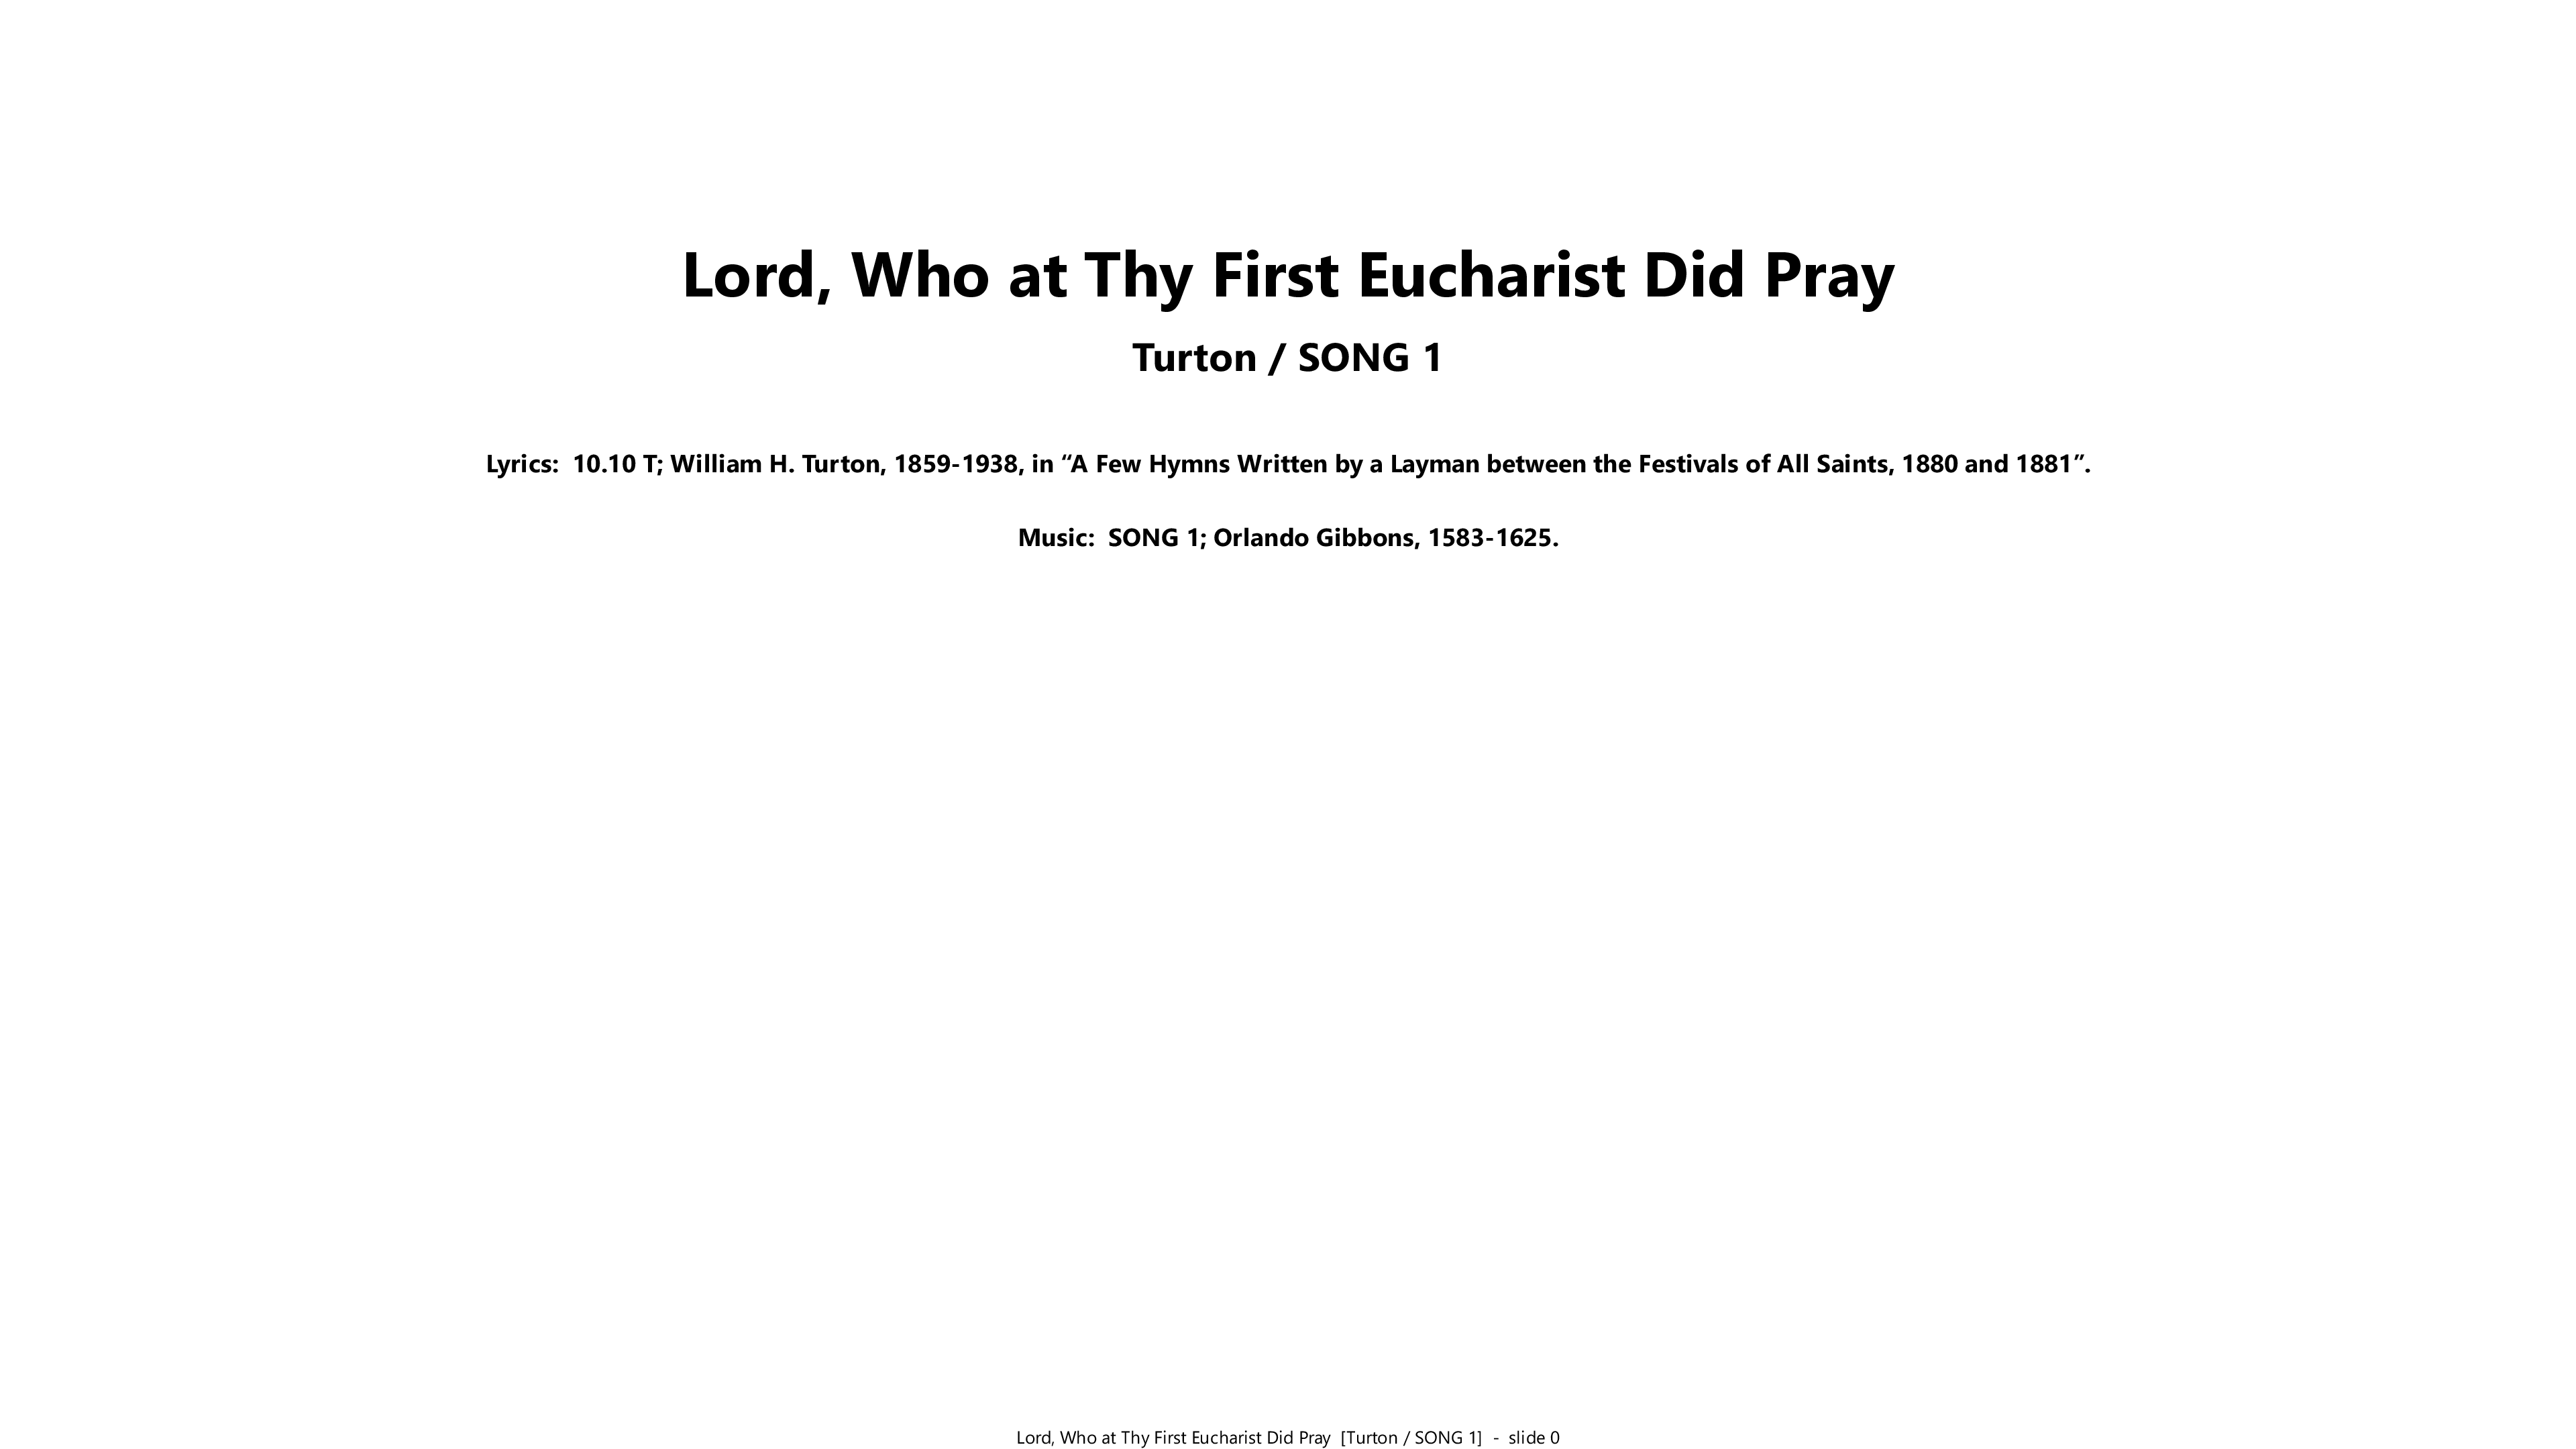 Lord, Who at Thy First Eucharist Did Pray
Turton / SONG 1
Lyrics:  10.10 T; William H. Turton, 1859-1938, in “A Few Hymns Written by a Layman between the Festivals of All Saints, 1880 and 1881”.
Music:  SONG 1; Orlando Gibbons, 1583-1625.
Lord, Who at Thy First Eucharist Did Pray  [Turton / SONG 1]  -  slide 0